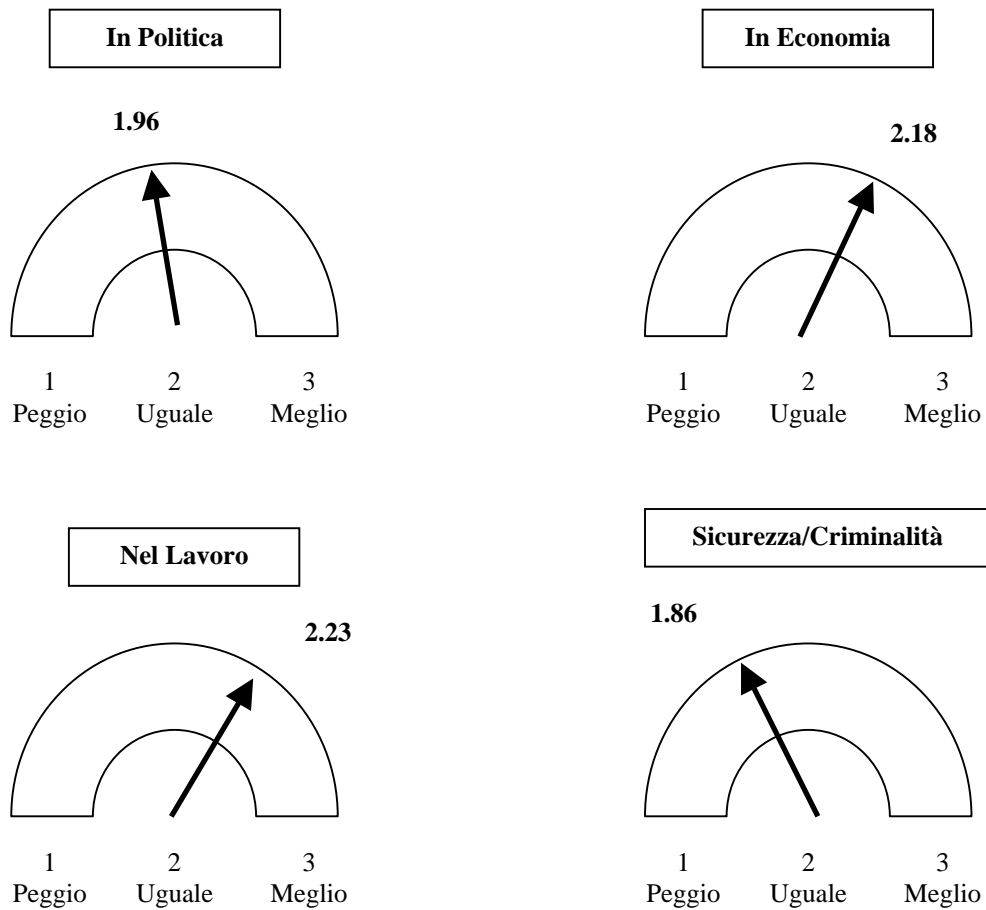 In Politica
1.96
1 2 3
Peggio Uguale Meglio
In Economia
2.18
1 2 3
Peggio Uguale Meglio
Nel Lavoro
2.23
1 2 3
Peggio Uguale Meglio
Sicurezza/Criminalità
1.86
1 2 3
Peggio Uguale Meglio